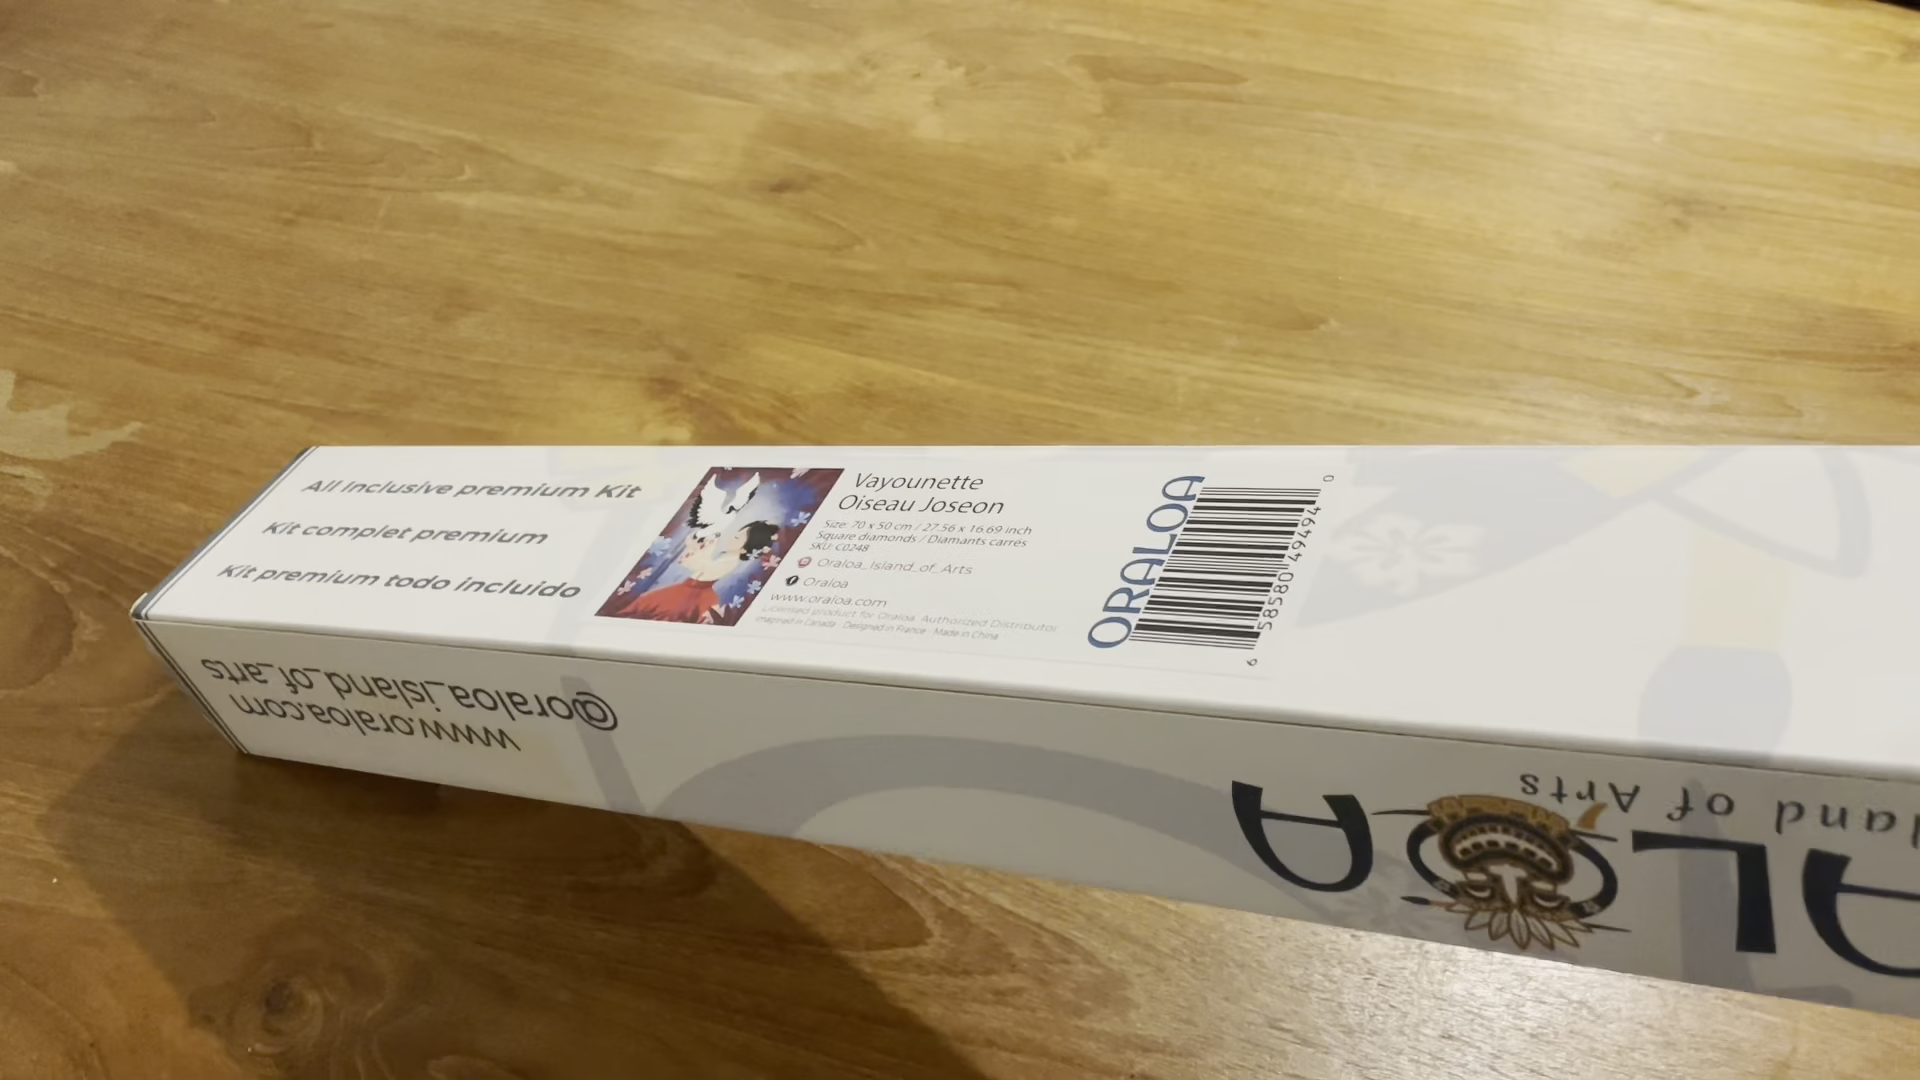 All Inclusive premium Kit
Kit complet premium
Kit premium todo incluido
Vayounette
Oiseau Joseon
Size: 70 x 50 cm / 27.56 x 16.69 inch
Square diamonds / Diamants carrés
SKU: C0248
Oraloa_Island_of_Arts
Oraloa
www.oraloa.com
Licensed product for Oraloa. Authorized Distributor
Imagined in Canada - Designed in France - Made in China
ORALOA
6 58580 49494 0
www.oraloa.com
@oraloa_island_of_arts
ALOA
land of Arts